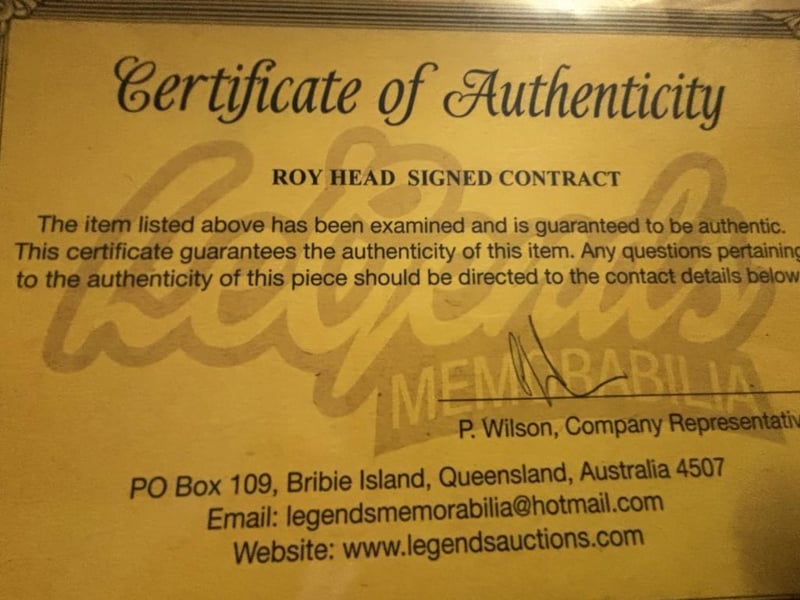 Certificate of Authenticity
ROY HEAD SIGNED CONTRACT
The item listed above has been examined and is guaranteed to be authentic.
This certificate guarantees the authenticity of this item. Any questions pertaining
to the authenticity of this piece should be directed to the contact details below
Legends
MEMORABILIA
P. Wilson, Company Representativ
PO Box 109, Bribie Island, Queensland, Australia 4507
Email: legendsmemorabilia@hotmail.com
Website: www.legendsauctions.com